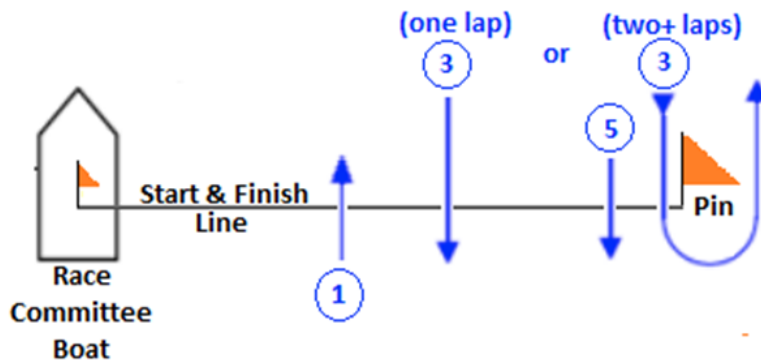 (one lap)
(two+ laps)
3
or
3
5
Start & Finish
Line
Pin
1
Race
Committee
Boat